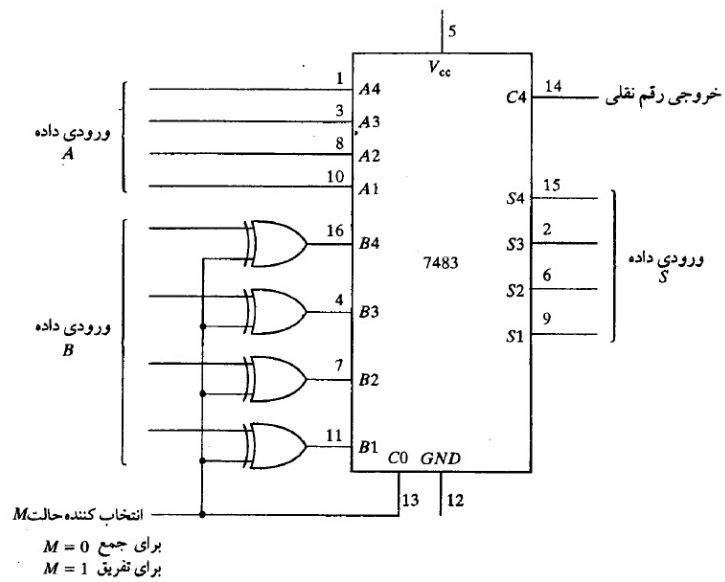 5
Vcc
1 A4
3 A3
8 A2
10 A1
ورودی داده
A
16 B4
4 B3
7 B2
11 B1
ورودی داده
B
7483
C4 14 خروجی رقم نقلی
S4 15
S3 2
S2 6
S1 9
ورودی داده
S
C0 GND
13 12
انتخاب کننده حالت M
برای جمع M = 0
برای تفریق M = 1